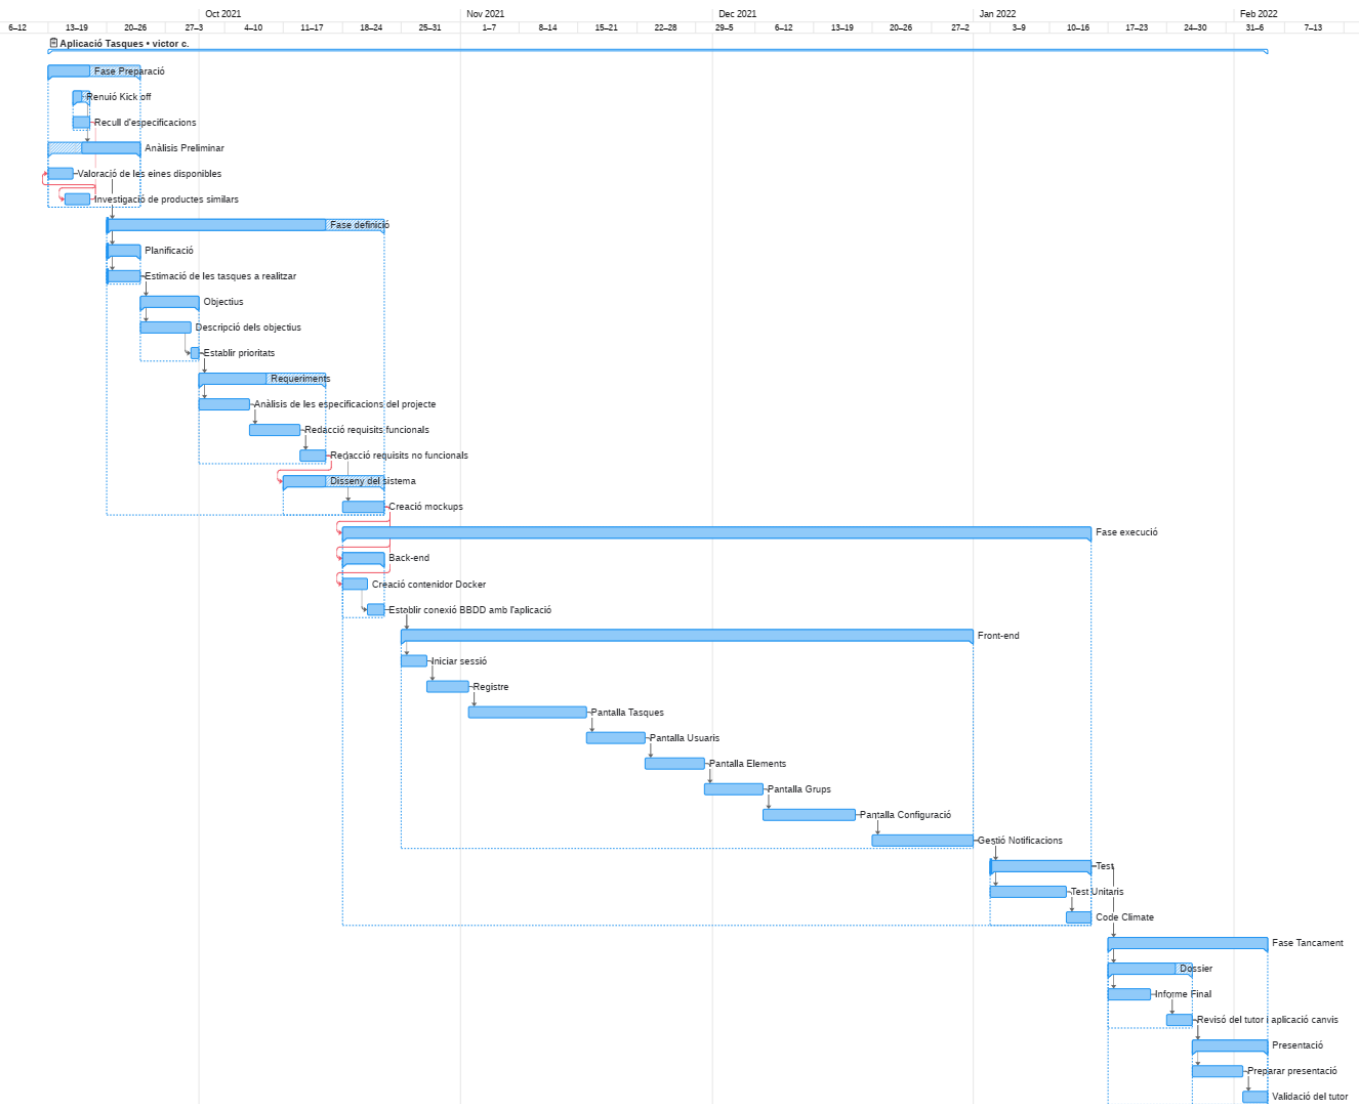 Oct 2021 Nov 2021 Dec 2021 Jan 2022 Feb 2022
6–12 13–19 20–26 27–3 4–10 11–17 18–24 25–31 1–7 8–14 15–21 22–28 29–5 6–12 13–19 20–26 27–2 3–9 10–16 17–23 24–30 31–6 7–13
Aplicació Tasques • victor c.
Fase Preparació
Renuió Kick off
Recull d'especificacions
Anàlisis Preliminar
Valoració de les eines disponibles
Investigació de productes similars
Fase definició
Planificació
Estimació de les tasques a realitzar
Objectius
Descripció dels objectius
Establir prioritats
Requeriments
Anàlisis de les especificacions del projecte
Redacció requisits funcionals
Redacció requisits no funcionals
Disseny del sistema
Creació mockups
Fase execució
Back-end
Creació contenidor Docker
Establir conexió BBDD amb l'aplicació
Front-end
Iniciar sessió
Registre
Pantalla Tasques
Pantalla Usuaris
Pantalla Elements
Pantalla Grups
Pantalla Configuració
Gestió Notificacions
Test
Test Unitaris
Code Climate
Fase Tancament
Dossier
Informe Final
Revisó del tutor i aplicació canvis
Presentació
Preparar presentació
Validació del tutor